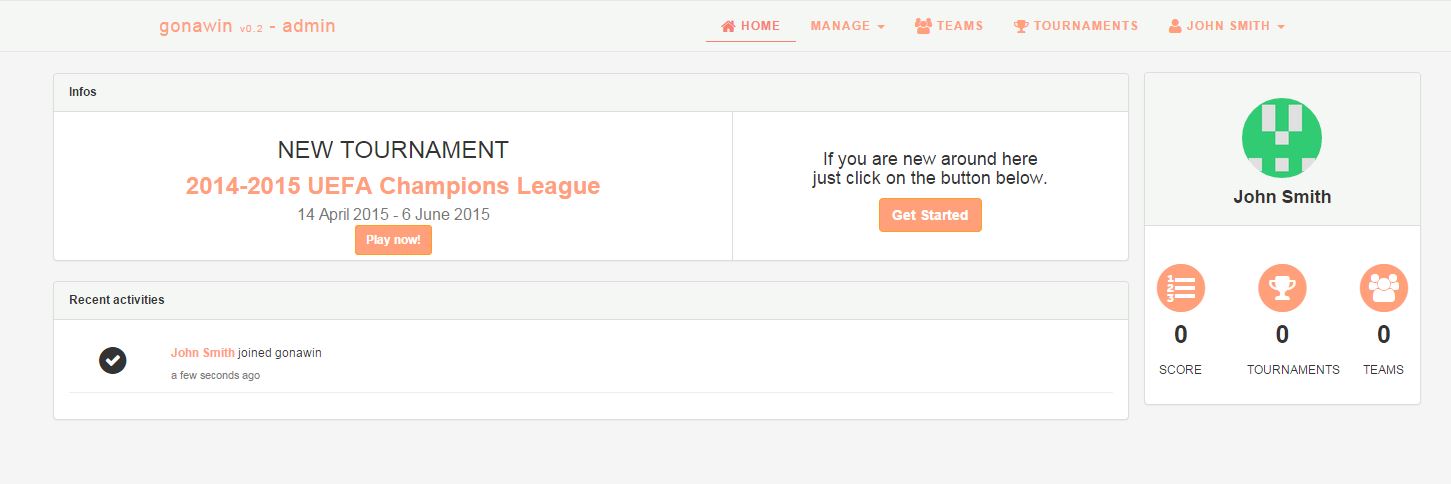 gonawin v0.2 - admin
HOME
MANAGE
TEAMS
TOURNAMENTS
JOHN SMITH
Infos
NEW TOURNAMENT
2014-2015 UEFA Champions League
14 April 2015 - 6 June 2015
Play now!
If you are new around here
just click on the button below.
Get Started
Recent activities
John Smith joined gonawin
a few seconds ago
John Smith
1
2
3
0
0
0
SCORE
TOURNAMENTS
TEAMS